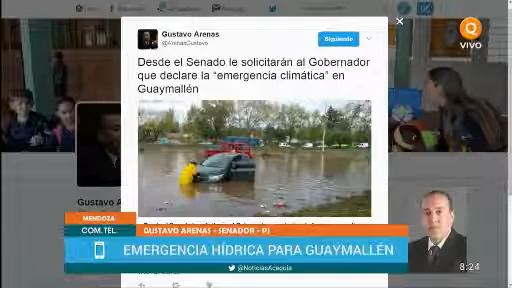 Gustavo Arenas
@ArenasGustavo
Siguiendo
Desde el Senado le solicitarán al Gobernador
que declare la "emergencia climática" en
Guaymallén
VIVO
Gustavo
MENDOZA
COM.TEL.
GUSTAVO ARENAS - SENADOR - PJ
EMERGENCIA HÍDRICA PARA GUAYMALLÉN
@NoticiasAcequia
8:24